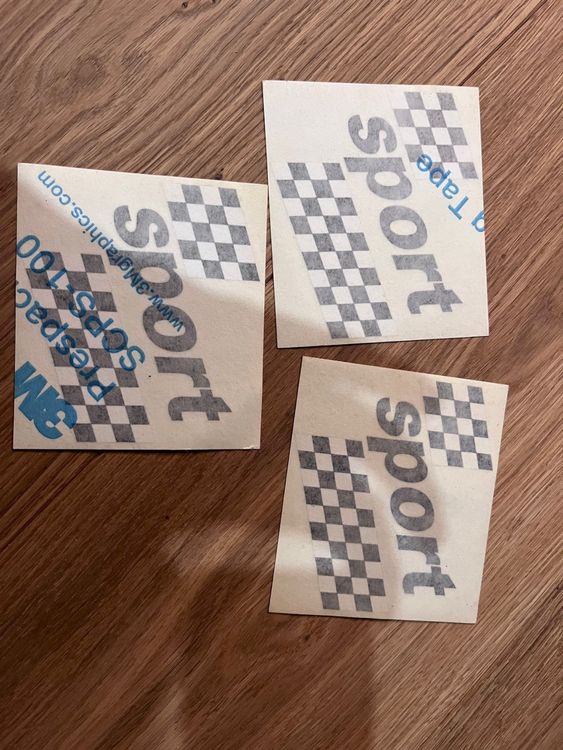 www.3Mgraphics.com
Prespac
SCPS-100
3M
sport
sport
g Tape
sport